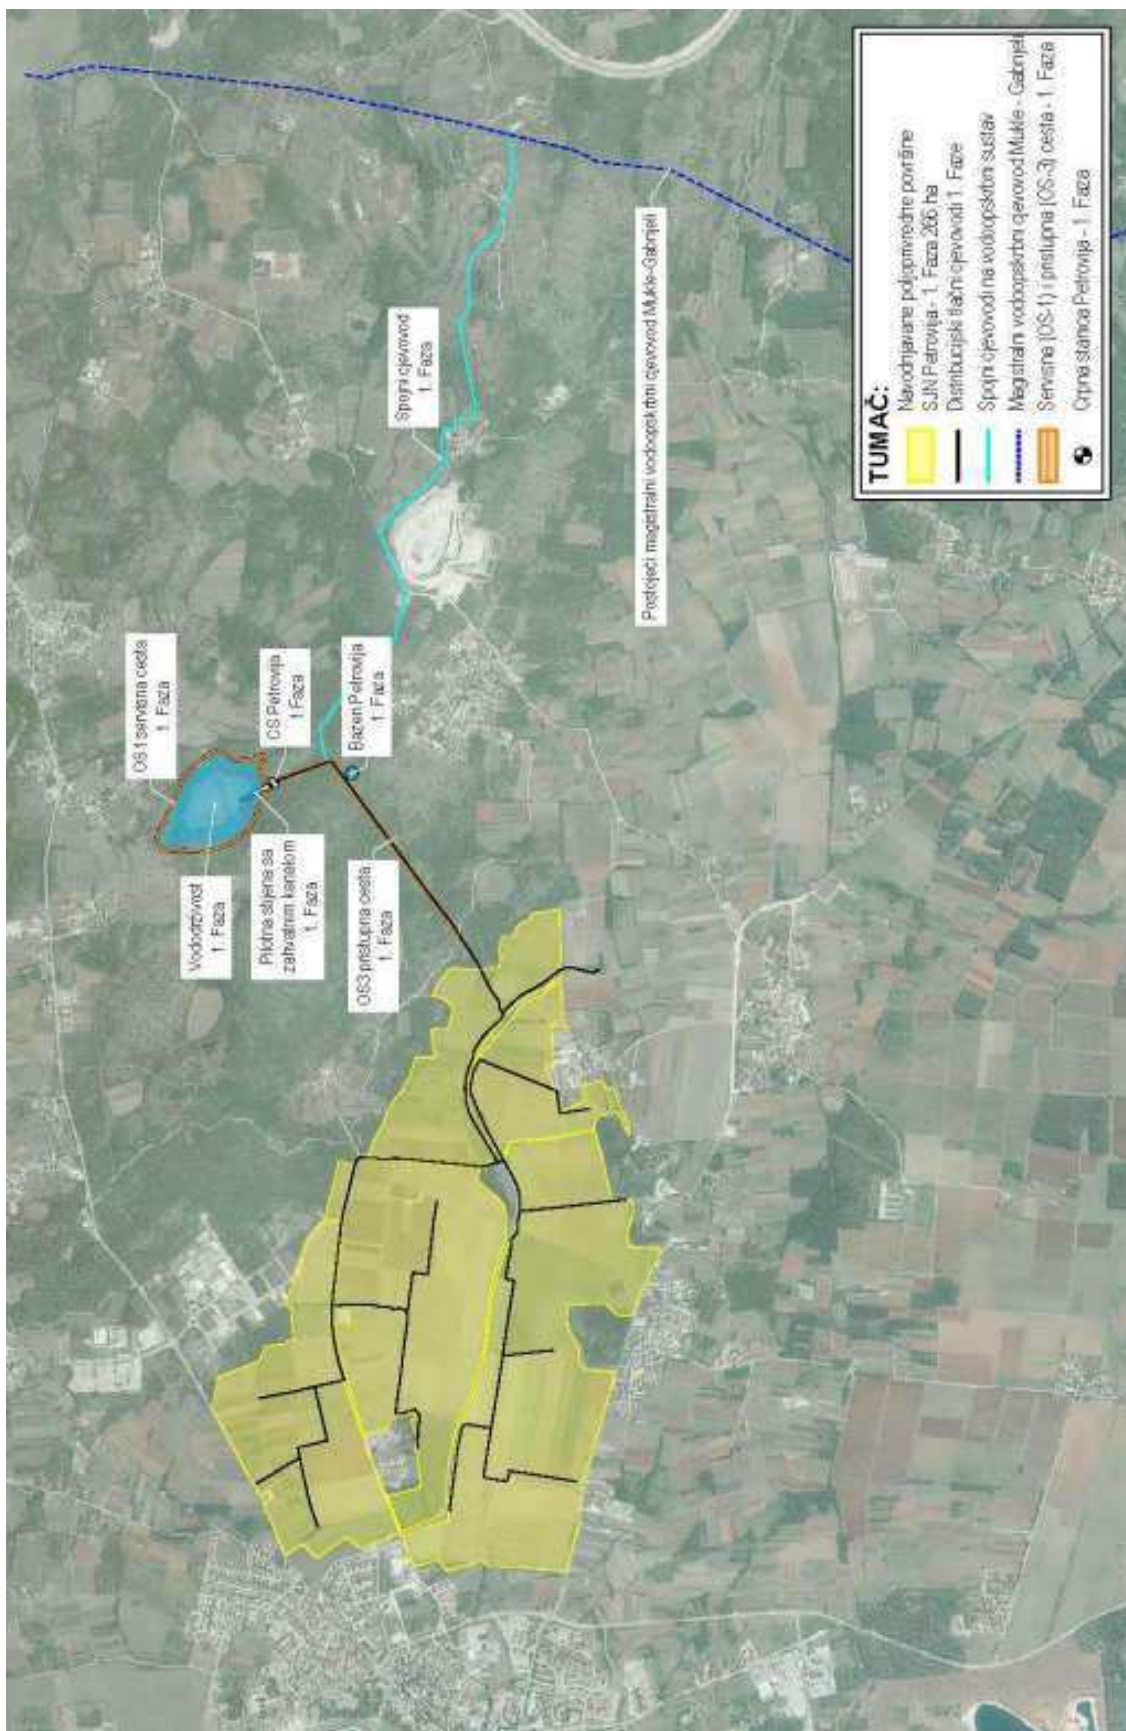 OS1 servisna cesta
1. Faza
CS Petrovija
1 Faza
Bazen Petrovija
1. Faza
Vododrživost
1. Faza
Pilotna stijena sa
zahvatnim kanalom
1. Faza
OS3 pristupna cesta
1. Faza
Spojni cjevovod
1. Faza
Postojeći magistralni vodoopskrbni cjevovod Mukle-Gabrijeli
TUMAČ:
Navodnjavane poljoprivredne površine
SJN Petrovija - 1. Faza 266 ha
Distribucijski tlačni cjevovodi 1. Faze
Spojni cjevovodi na vodoopskrbni sustav
Magistralni vodoopskrbni cjevovod Mukle - Gabrijeli
Servisna (OS-1) i pristupna (OS-3) cesta - 1. Faza
Crpna stanica Petrovija - 1. Faza